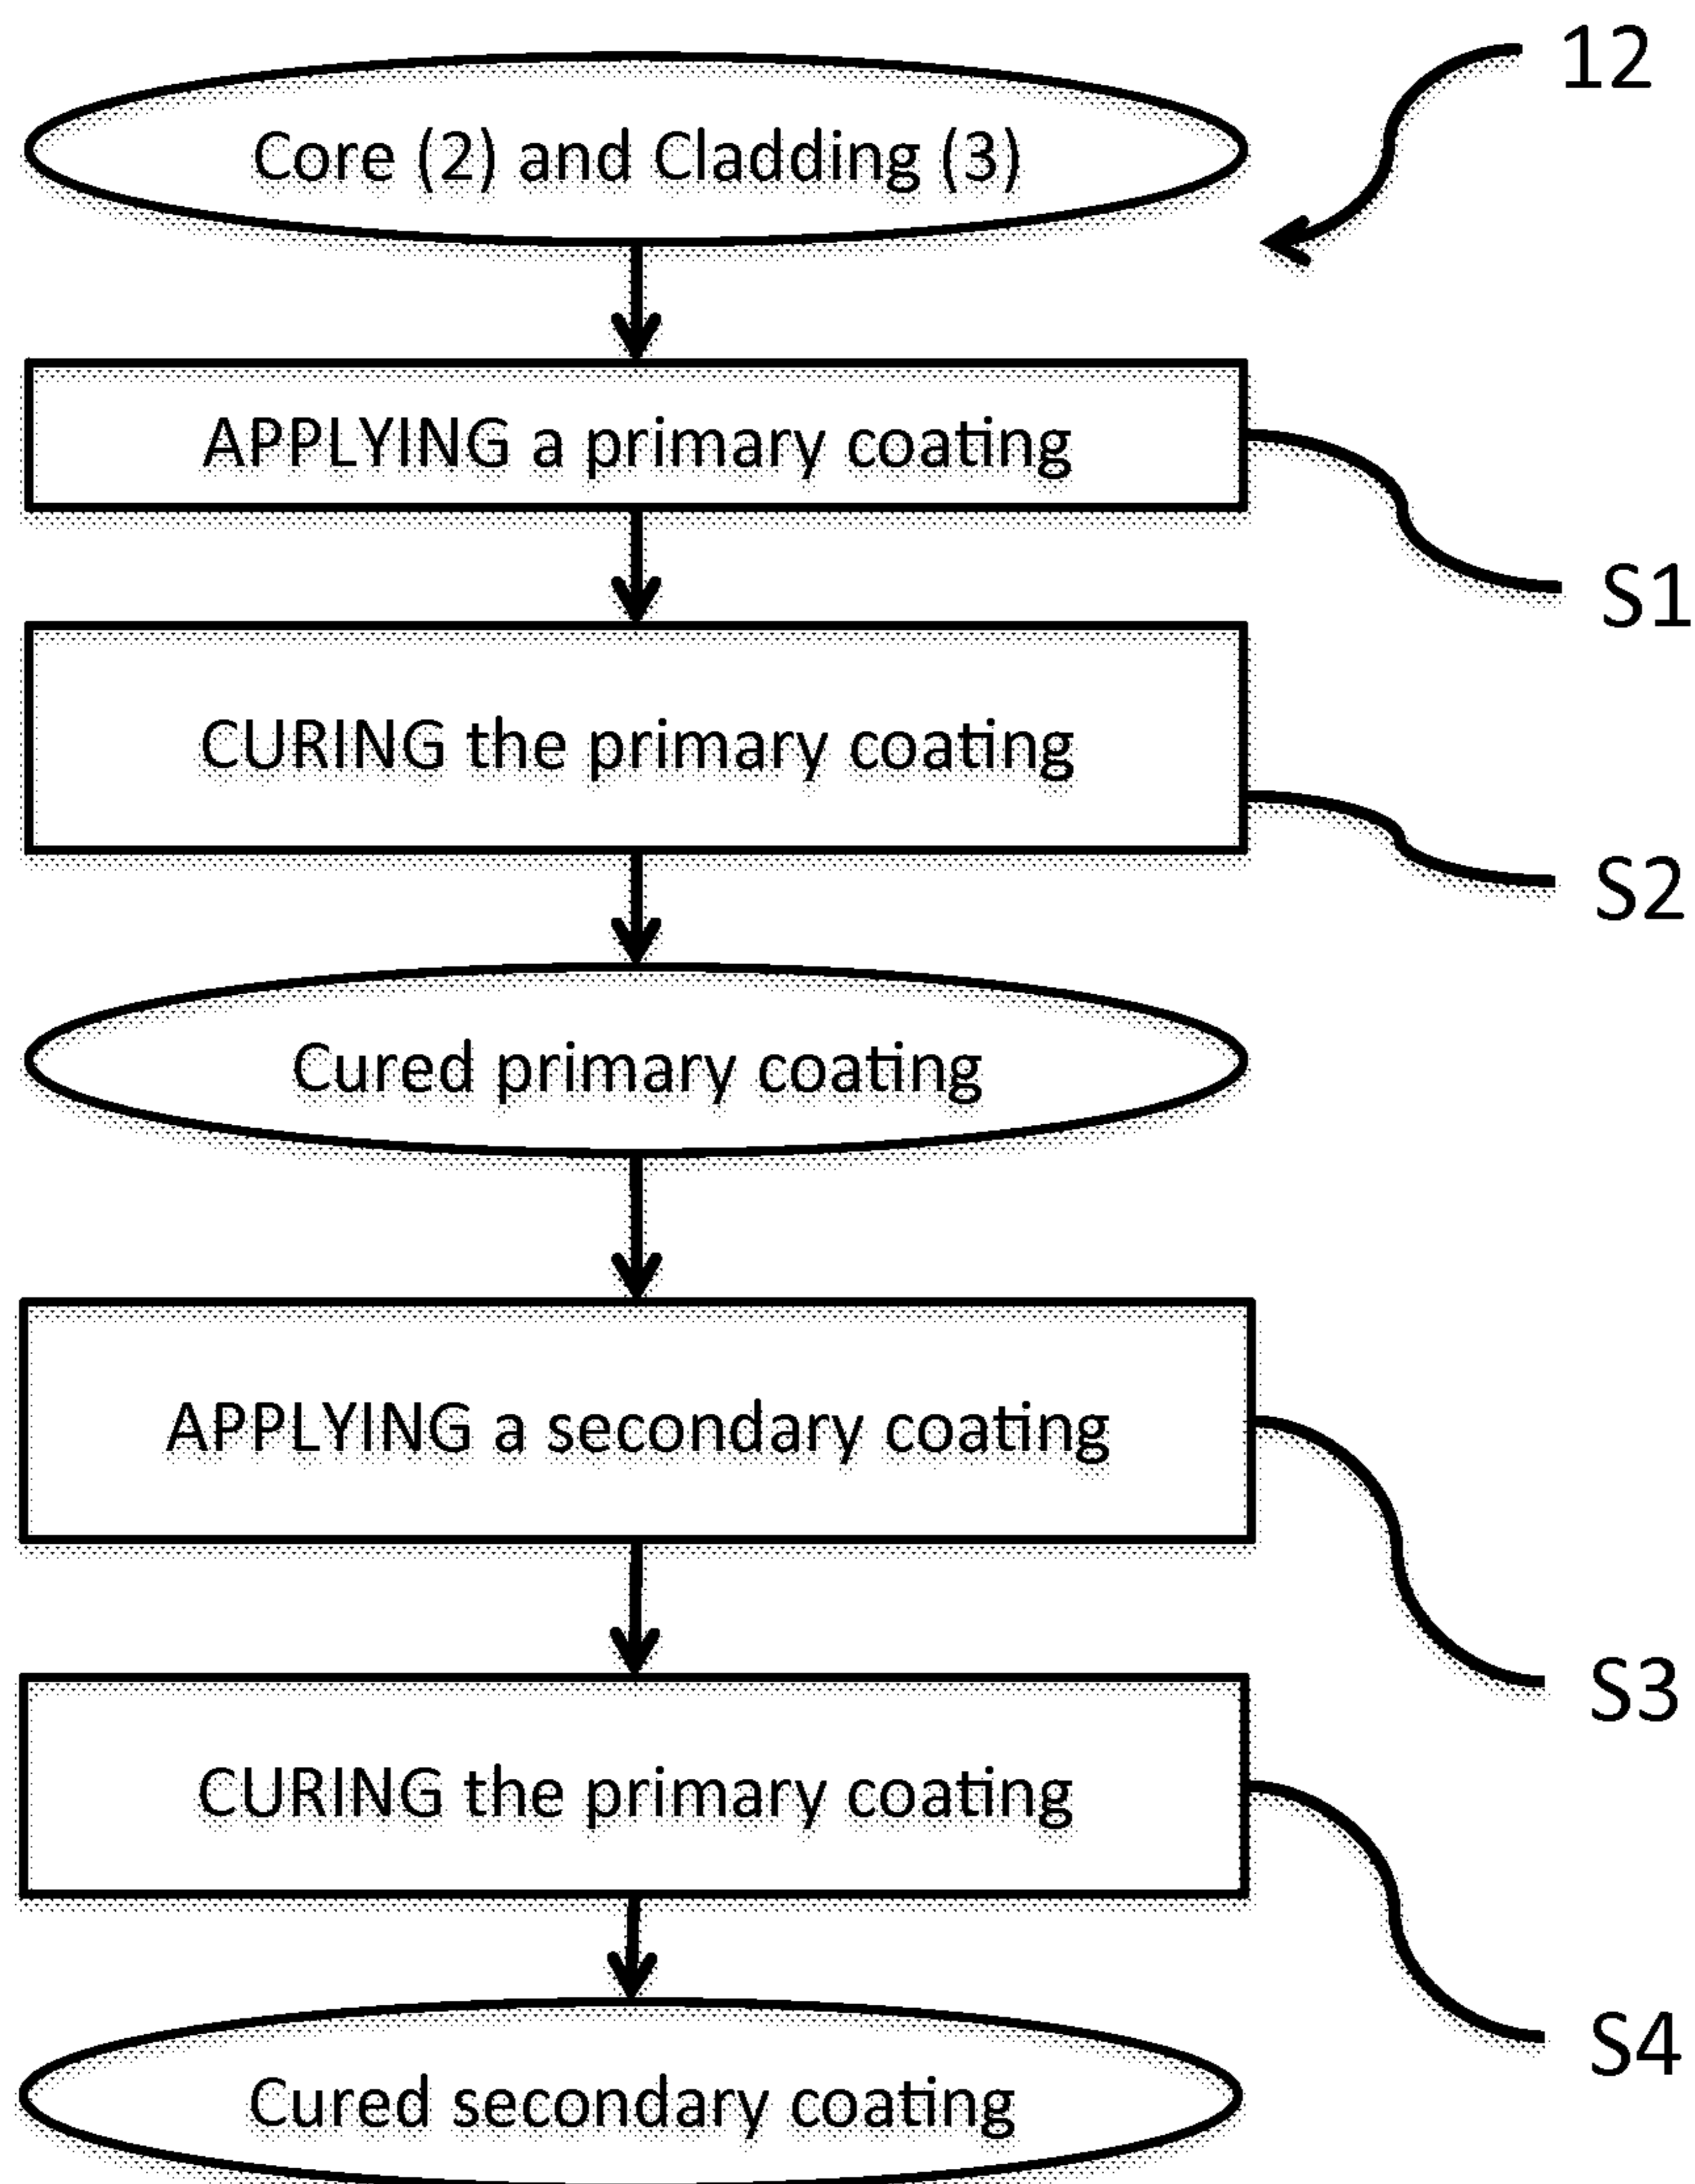 12
Core (2) and Cladding (3)
APPLYING a primary coating
S1
CURING the primary coating
S2
Cured primary coating
APPLYING a secondary coating
S3
CURING the primary coating
S4
Cured secondary coating